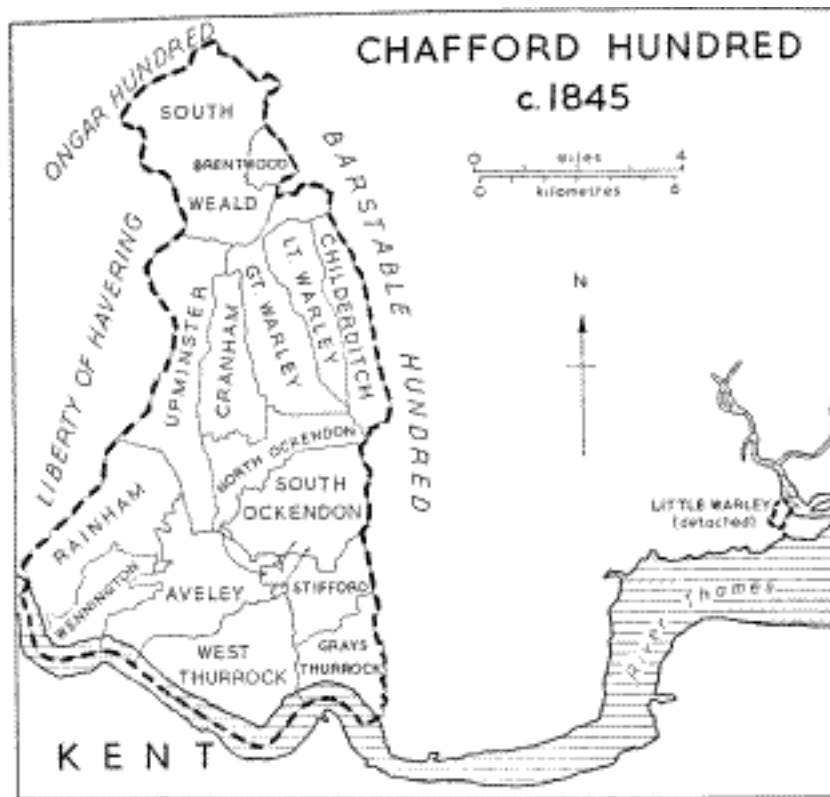 CHAFFORD HUNDRED
c. 1845
0 miles 4
0 kilometres 6
ONGAR HUNDRED
SOUTH
WEALD
BRENTWOOD
BARSTABLE HUNDRED
LIBERTY OF HAVERING
UPMINSTER
CRANHAM
GT. WARLEY
LT. WARLEY
CHILDERDITCH
N
NORTH OCKENDON
SOUTH
OCKENDON
RAINHAM
WENNINGTON
AVELEY
STIFFORD
WEST
THURROCK
GRAYS
THURROCK
LITTLE WARLEY
(detached)
River Thames
KENT